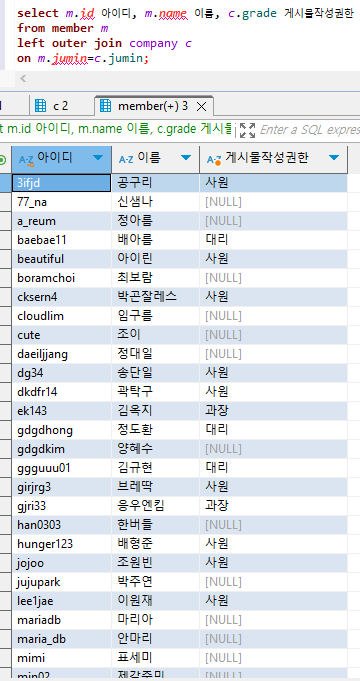 select m.id 아이디, m.name 이름, c.grade 게시물작성권한
from member m
left outer join company c
on m.jumin=c.jumin;
c 2 member(+) 3
t m.id 아이디, m.name 이름, c.grade 게시물 Enter a SQL expres
아이디 이름 게시물작성권한
3ifjd 공구리 사원
77_na 신샘나 [NULL]
a_reum 정아름 [NULL]
baebae11 배아름 대리
beautiful 아이린 사원
boramchoi 최보람 [NULL]
cksern4 박곤잘레스 사원
cloudlim 임구름 [NULL]
cute 조이 [NULL]
daeiljjang 정대일 [NULL]
dg34 송단일 사원
dkdfr14 곽탁구 사원
ek143 김옥지 과장
gdgdhong 정도환 대리
gdgdkim 양혜수 [NULL]
ggguuu01 김규현 대리
girjrg3 브레딱 사원
gjri33 응우엔킴 과장
han0303 한버들 [NULL]
hunger123 배형준 사원
jojoo 조원빈 사원
jujupark 박주연 [NULL]
lee1jae 이원재 사원
mariadb 마리아 [NULL]
maria_db 안마리 [NULL]
mimi 표세미 [NULL]
min02 제갈중민 [NULL]